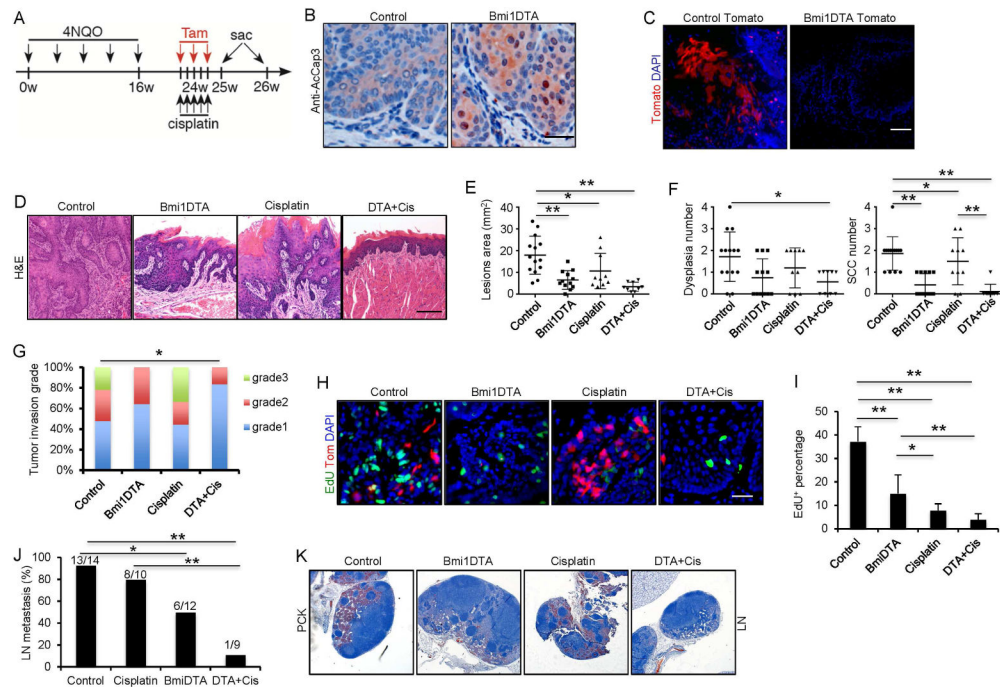 A
4NQO
Tam
sac
0w
16w
24w
25w
26w
cisplatin
B
Control
Bmi1DTA
Anti-AcCap3
C
Control Tomato
Bmi1DTA Tomato
Tomato DAPI
D
Control
Bmi1DTA
Cisplatin
DTA+Cis
H&E
E
Lesions area (mm²)
40
30
20
10
0
**
*
**
Control
Bmi1DTA
Cisplatin
DTA+Cis
F
Dysplasia number
4
3
2
1
0
*
Control
Bmi1DTA
Cisplatin
DTA+Cis
SCC number
4
3
2
1
0
**
*
**
**
Control
Bmi1DTA
Cisplatin
DTA+Cis
G
Tumor invasion grade
100%
80%
60%
40%
20%
0%
*
grade3
grade2
grade1
Control
Bmi1DTA
Cisplatin
DTA+Cis
H
Control
Bmi1DTA
Cisplatin
DTA+Cis
EdU Tom DAPI
I
EdU⁺ percentage
50
40
30
20
10
0
**
**
**
**
*
Control
BmiDTA
Cisplatin
DTA+Cis
J
LN metastasis (%)
100
80
60
40
20
0
**
*
**
13/14
8/10
6/12
1/9
Control
Cisplatin
BmiDTA
DTA+Cis
K
Control
Bmi1DTA
Cisplatin
DTA+Cis
PCK
LN